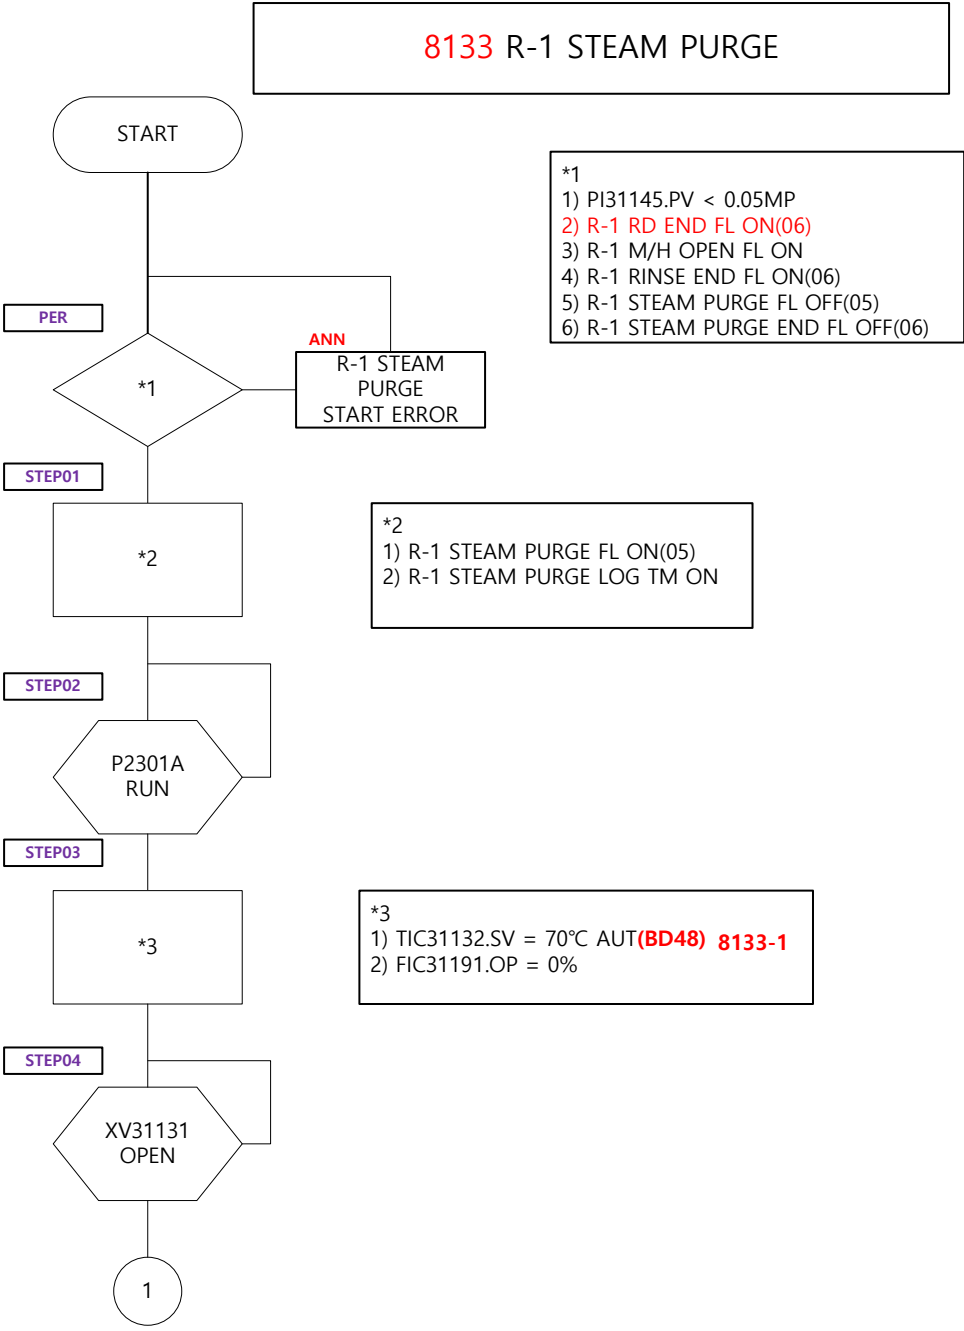 8133 R-1 STEAM PURGE
START
*1
1) PI31145.PV < 0.05MP
2) R-1 RD END FL ON(06)
3) R-1 M/H OPEN FL ON
4) R-1 RINSE END FL ON(06)
5) R-1 STEAM PURGE FL OFF(05)
6) R-1 STEAM PURGE END FL OFF(06)
PER
ANN
*1
R-1 STEAM
PURGE
START ERROR
STEP01
*2
*2
1) R-1 STEAM PURGE FL ON(05)
2) R-1 STEAM PURGE LOG TM ON
STEP02
P2301A
RUN
STEP03
*3
*3
1) TIC31132.SV = 70℃ AUT(BD48) 8133-1
2) FIC31191.OP = 0%
STEP04
XV31131
OPEN
1